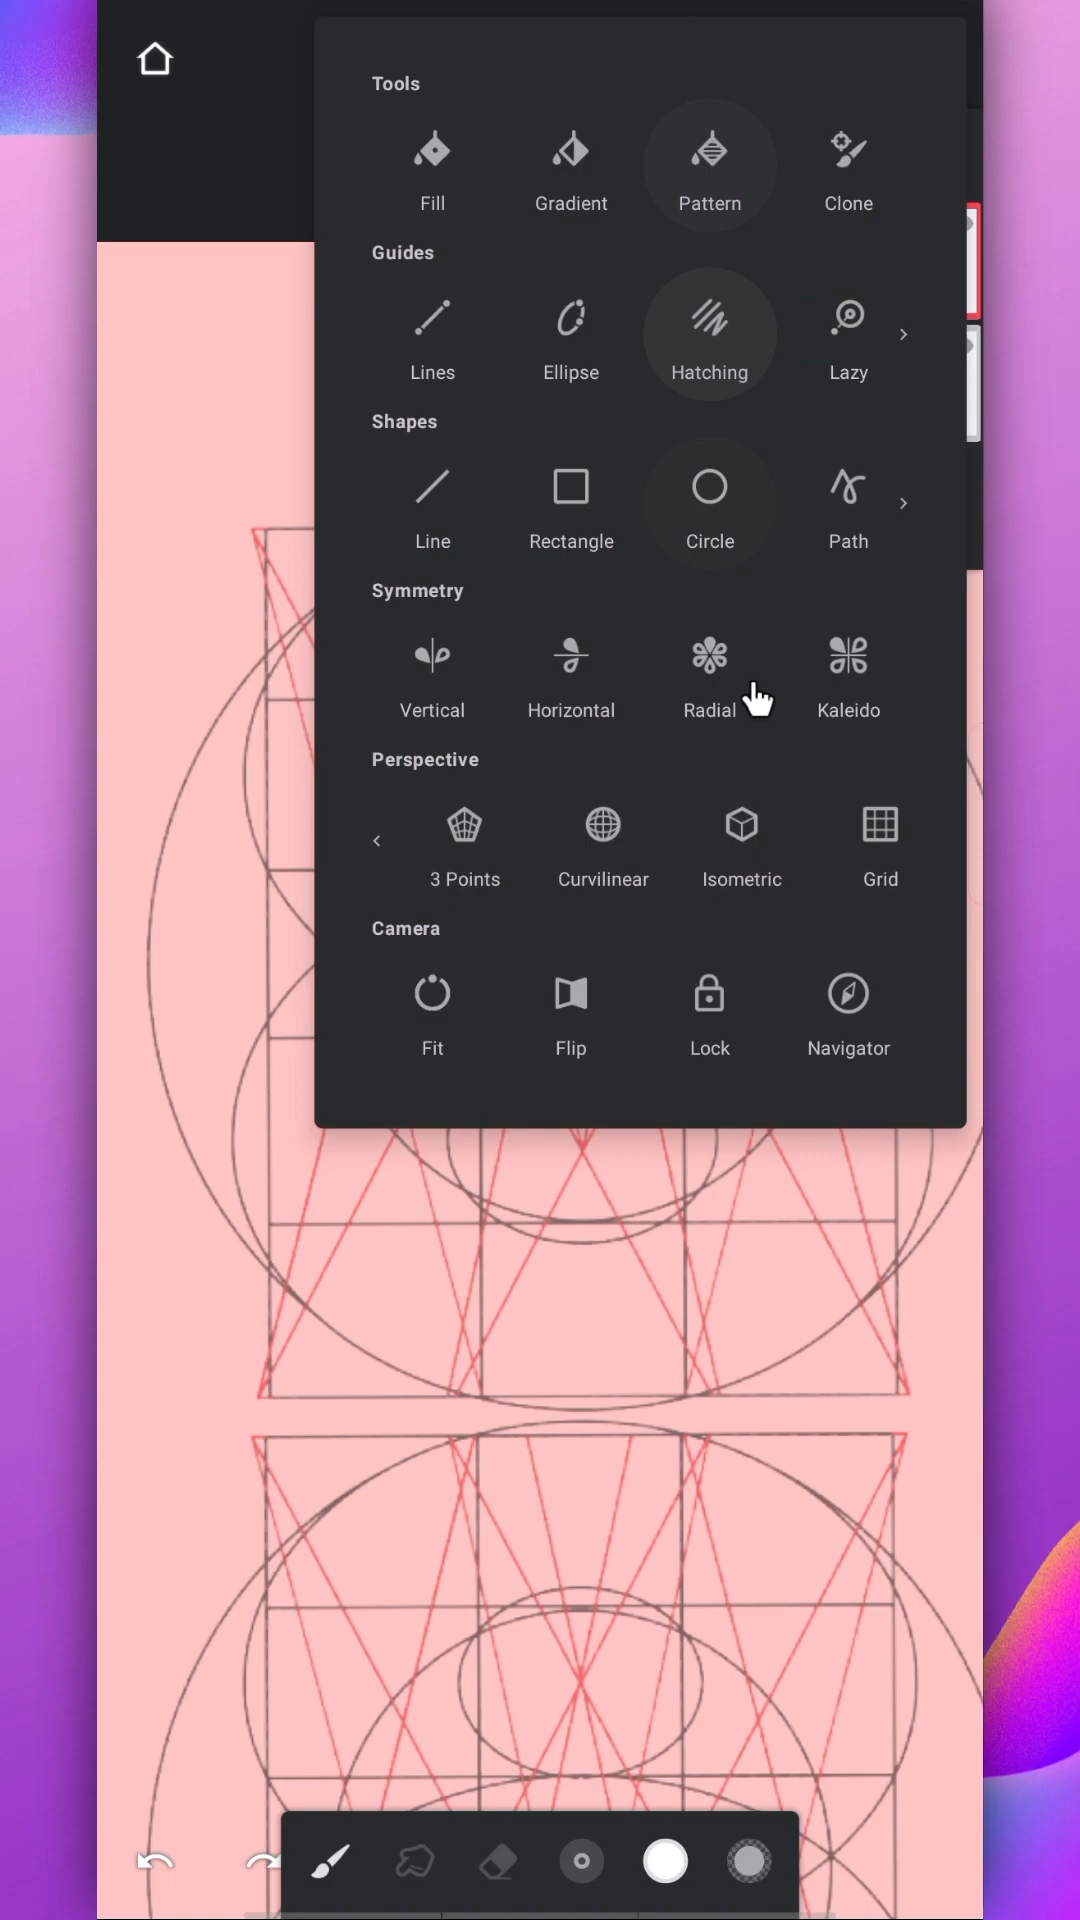 Tools
Fill Gradient Pattern Clone
Guides
Lines Ellipse Hatching Lazy
Shapes
Line Rectangle Circle Path
Symmetry
Vertical Horizontal Radial Kaleido
Perspective
3 Points Curvilinear Isometric Grid
Camera
Fit Flip Lock Navigator